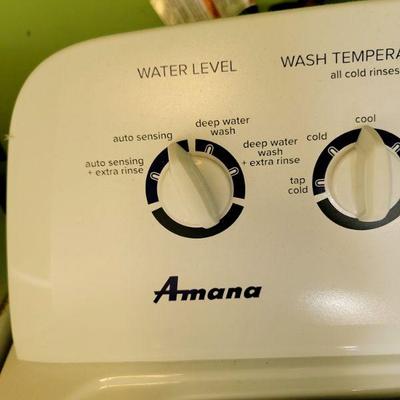 WATER LEVEL
auto sensing
deep water
wash
auto sensing
+ extra rinse
deep water
wash
+ extra rinse
WASH TEMPERA
all cold rinses
cool
cold
tap
cold
Amana